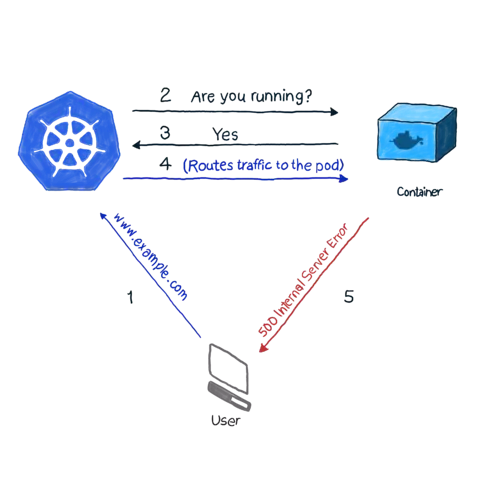 2 Are you running?
3 Yes
4 (Routes traffic to the pod)
Container
www.example.com
500 Internal Server Error
1
5
User